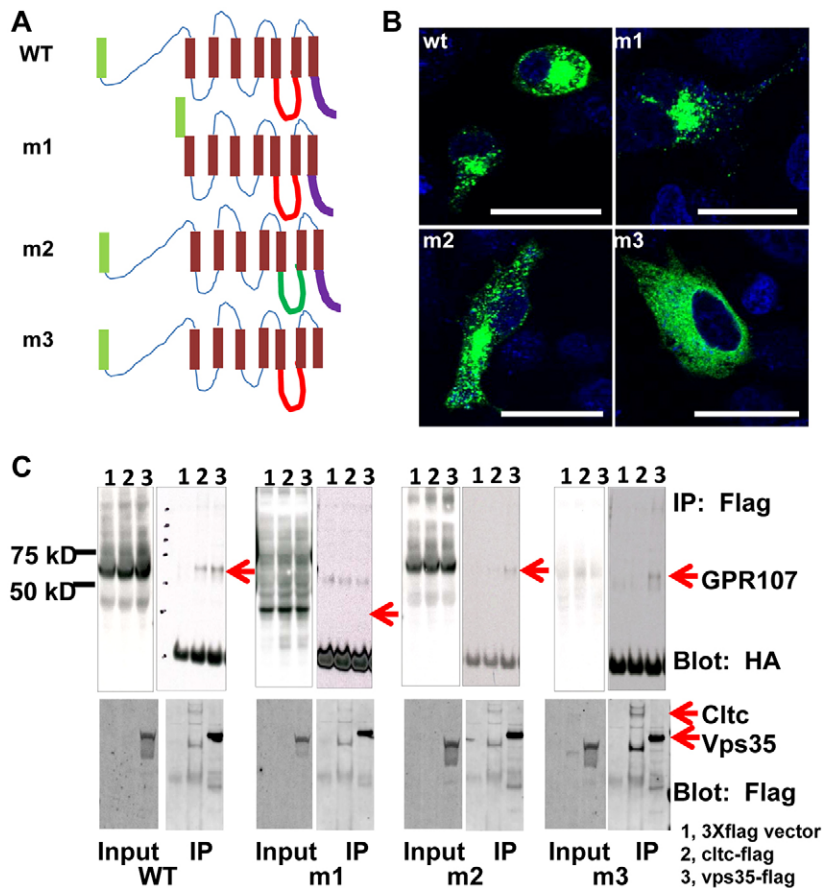 A
B
WT
m1
m2
m3
wt
m1
m2
m3
C
1 2 3
1 2 3
1 2 3
1 2 3
1 2 3
1 2 3
1 2 3
1 2 3
IP: Flag
75 kD
50 kD
GPR107
Blot: HA
Cltc
Vps35
Blot: Flag
Input IP
Input IP
Input IP
Input IP
WT
m1
m2
m3
1, 3Xflag vector
2, cltc-flag
3, vps35-flag